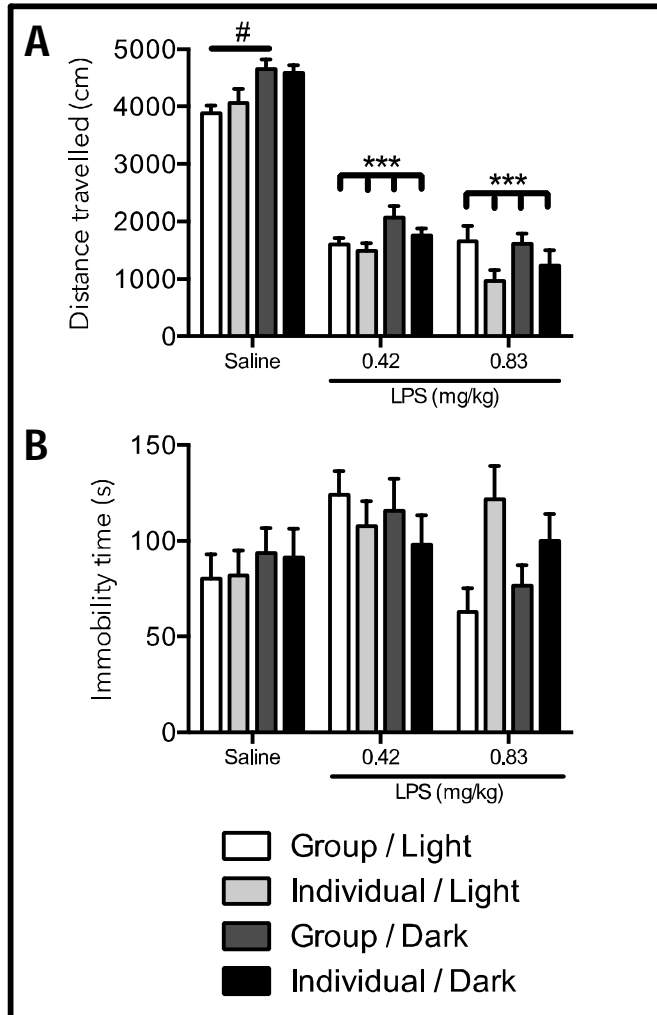 A
#
5000
4000
3000
2000
1000
0
Distance travelled (cm)
***
***
Saline
0.42
0.83
LPS (mg/kg)
B
150
100
50
0
Immobility time (s)
Saline
0.42
0.83
LPS (mg/kg)
Group / Light
Individual / Light
Group / Dark
Individual / Dark